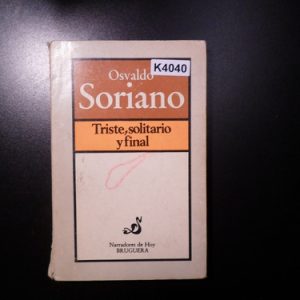 K4040
Osvaldo
Soriano
Triste, solitario
y final
Narradores de Hoy
BRUGUERA